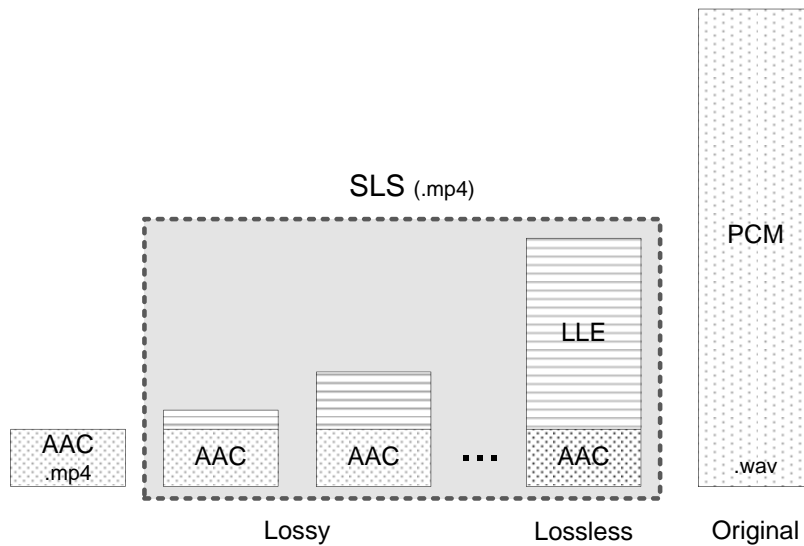 SLS (.mp4)
PCM
LLE
AAC
.mp4
AAC
AAC
...
AAC
.wav
Lossy
Lossless
Original